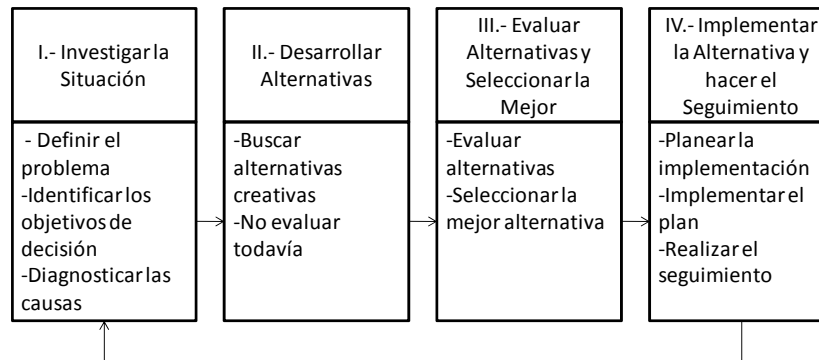 I.- Investigar la
Situación
- Definir el
problema
-Identificar los
objetivos de
decisión
-Diagnosticar las
causas
II.- Desarrollar
Alternativas
-Buscar
alternativas
creativas
-No evaluar
todavía
III.- Evaluar
Alternativas y
Seleccionar la
Mejor
-Evaluar
alternativas
-Seleccionar la
mejor alternativa
IV.- Implementar
la Alternativa y
hacer el
Seguimiento
-Planear la
implementación
-Implementar el
plan
-Realizar el
seguimiento